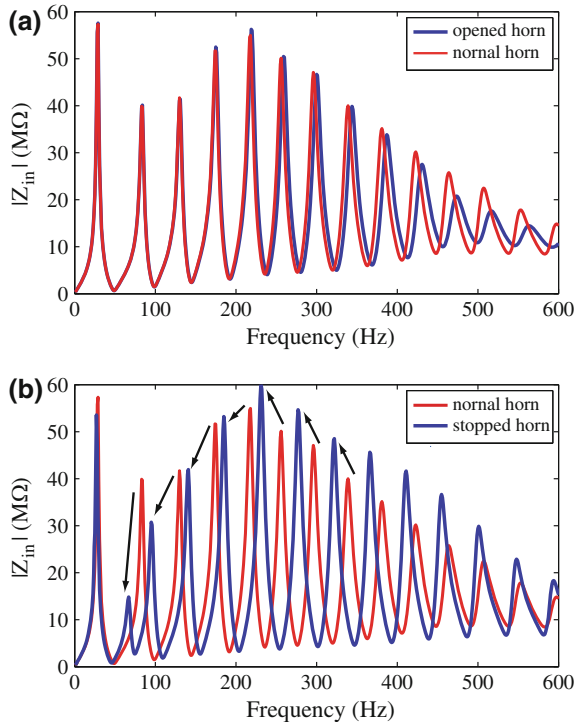 (a)
opened horn
nornal horn
60
50
40
30
20
10
0
|Z_in| (MΩ)
0 100 200 300 400 500 600
Frequency (Hz)
(b)
nornal horn
stopped horn
60
50
40
30
20
10
0
|Z_in| (MΩ)
0 100 200 300 400 500 600
Frequency (Hz)